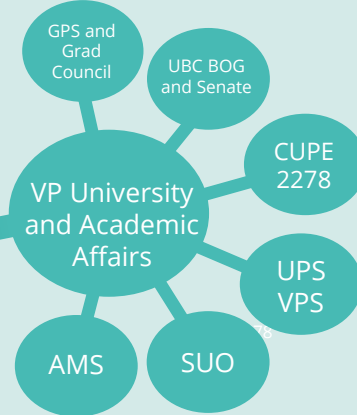 GPS and
Grad
Council
UBC BOG
and Senate
CUPE
2278
VP University
and Academic
Affairs
UPS
VPS
78
AMS
SUO